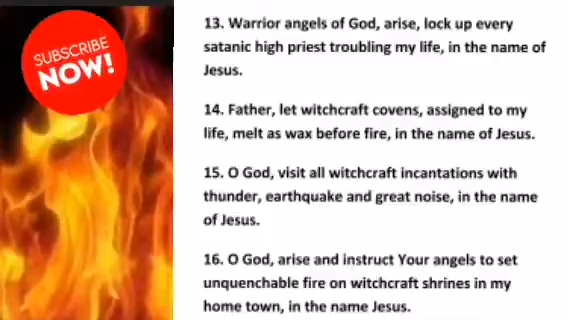 SUBSCRIBE
NOW!
13. Warrior angels of God, arise, lock up every
satanic high priest troubling my life, in the name of
Jesus.
14. Father, let witchcraft covens, assigned to my
life, melt as wax before fire, in the name of Jesus.
15. O God, visit all witchcraft incantations with
thunder, earthquake and great noise, in the name
of Jesus.
16. O God, arise and instruct Your angels to set
unquenchable fire on witchcraft shrines in my
home town, in the name Jesus.